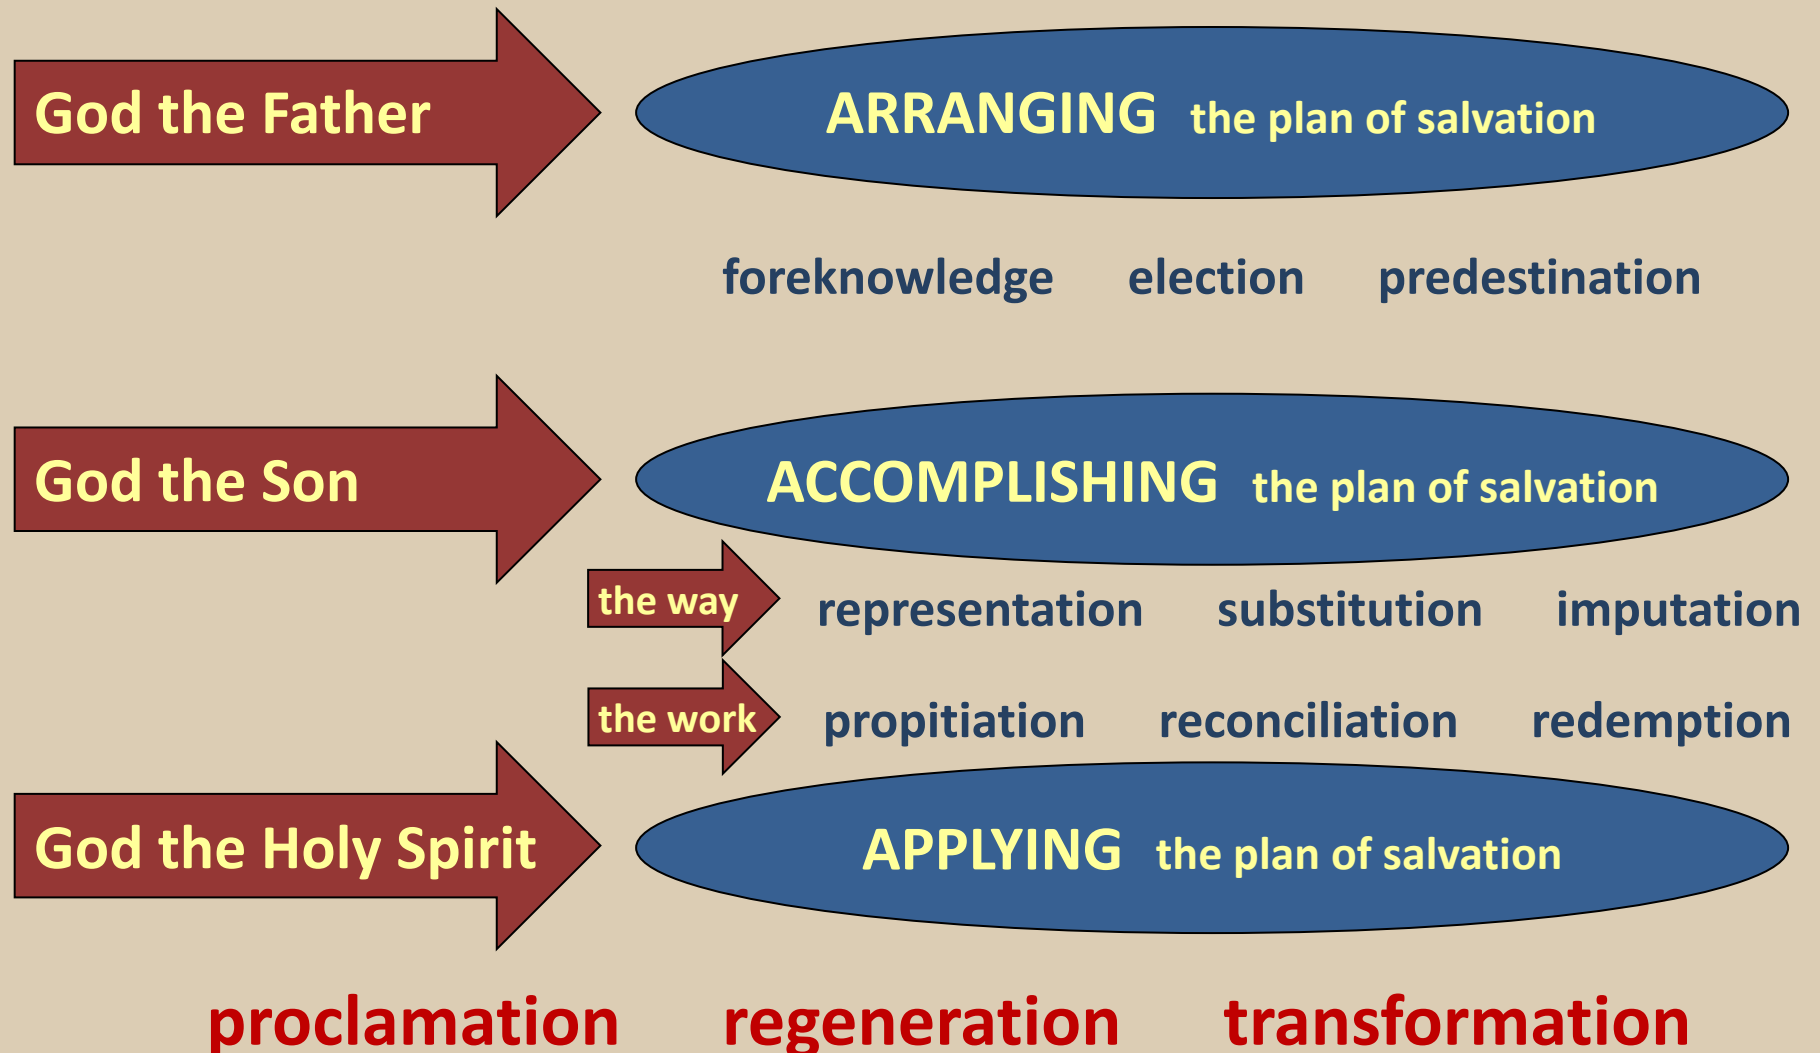 God the Father ARRANGING the plan of salvation
foreknowledge election predestination
God the Son ACCOMPLISHING the plan of salvation
the way representation substitution imputation
the work propitiation reconciliation redemption
God the Holy Spirit APPLYING the plan of salvation
proclamation regeneration transformation